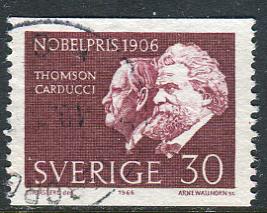 NOBELPRIS 1906
THOMSON
CARDUCCI
SVERIGE 30
1966 ARNE WALLHORN SC.